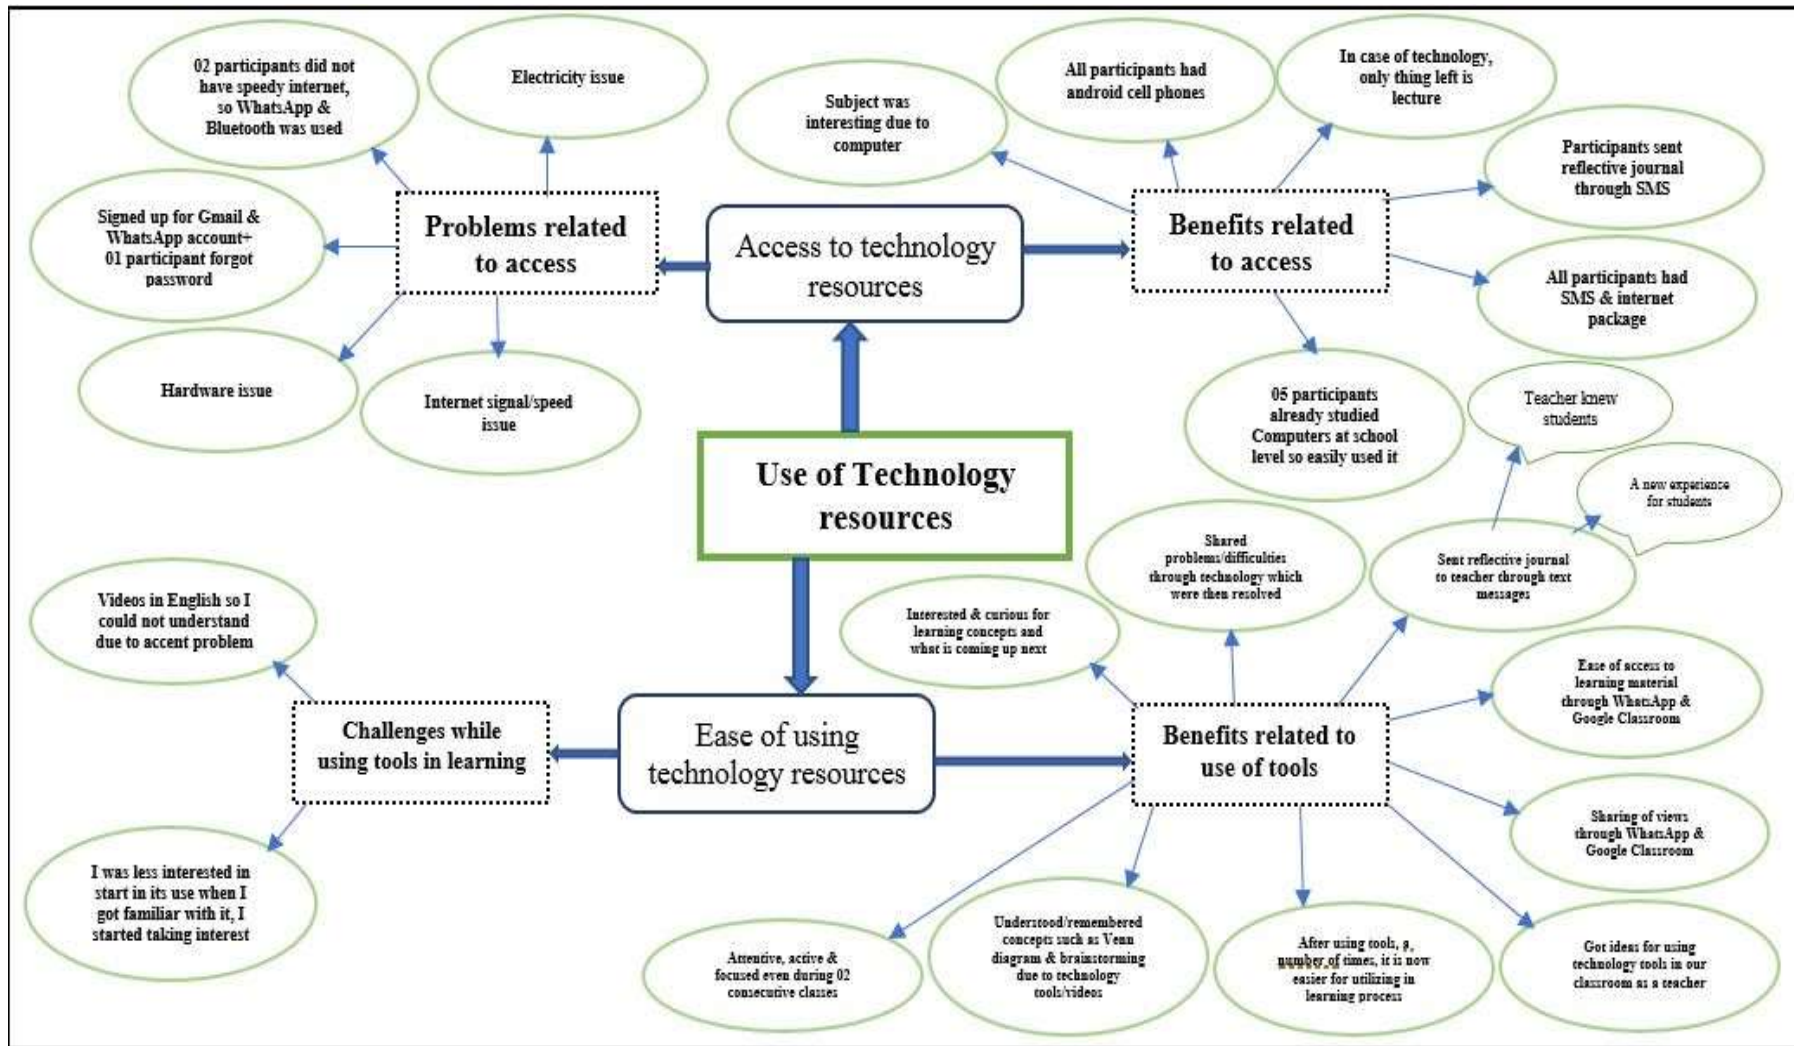 02 participants did not
have speedy internet,
so WhatsApp &
Bluetooth was used
Electricity issue
Signed up for Gmail &
WhatsApp account+
01 participant forgot
password
Problems related
to access
Hardware issue
Internet signal/speed
issue
Access to technology
resources
Subject was
interesting due to
computer
All participants had
android cell phones
In case of technology,
only thing left is
lecture
Participants sent
reflective journal
through SMS
Benefits related
to access
All participants had
SMS & internet
package
05 participants
already studied
Computers at school
level so easily used it
Use of Technology
resources
Teacher knew
students
A new experience
for students
Shared
problems/difficulties
through technology which
were then resolved
Sent reflective journal
to teacher through text
messages
Interested & curious for
learning concepts and
what is coming up next
Videos in English so I
could not understand
due to accent problem
Challenges while
using tools in learning
I was less interested in
start in its use when I
got familiar with it, I
started taking interest
Ease of using
technology resources
Benefits related to
use of tools
Ease of access to
learning material
through WhatsApp &
Google Classroom
Sharing of views
through WhatsApp &
Google Classroom
Attentive, active &
focused even during 02
consecutive classes
Understood/remembered
concepts such as Venn
diagram & brainstorming
due to technology
tools/videos
After using tools, a,
number of times, it is now
easier for utilizing in
learning process
Got ideas for using
technology tools in our
classroom as a teacher